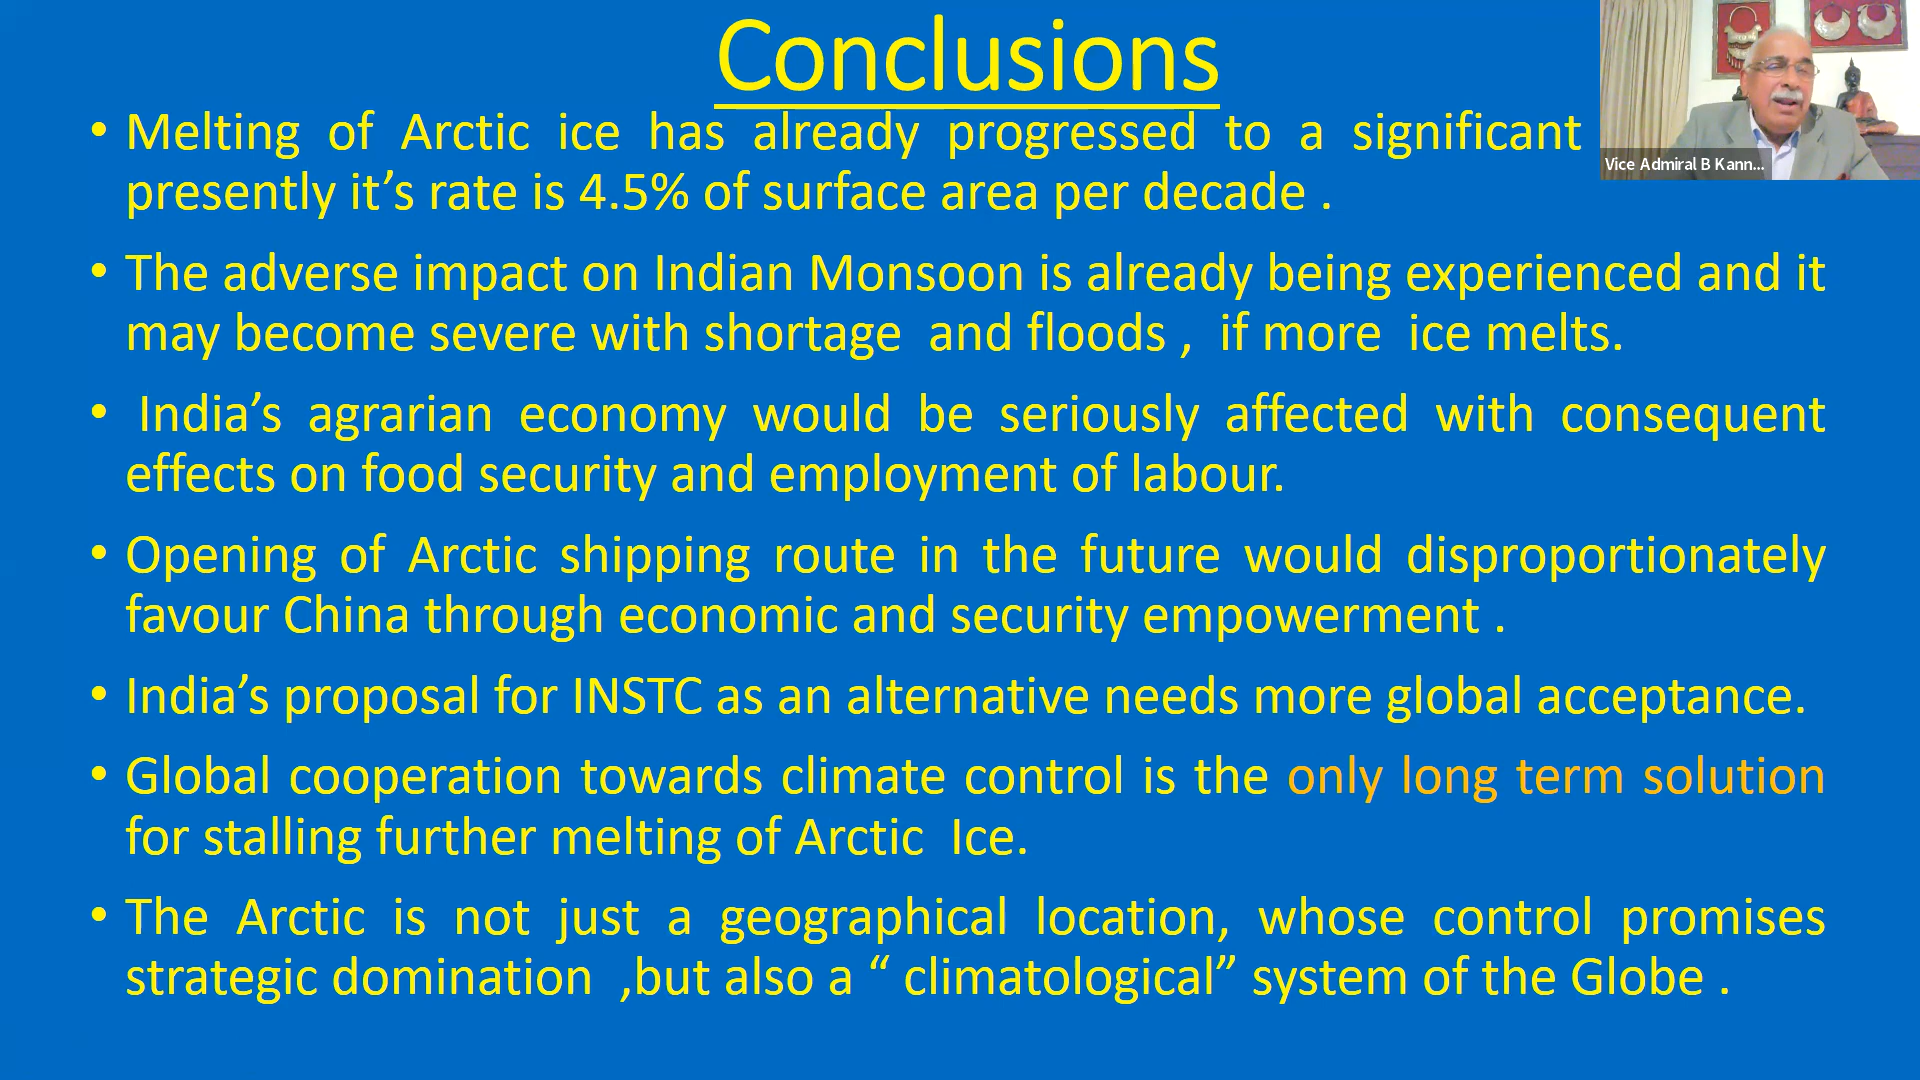 Conclusions
• Melting of Arctic ice has already progressed to a significant
presently it’s rate is 4.5% of surface area per decade .
• The adverse impact on Indian Monsoon is already being experienced and it
may become severe with shortage and floods , if more ice melts.
• India’s agrarian economy would be seriously affected with consequent
effects on food security and employment of labour.
• Opening of Arctic shipping route in the future would disproportionately
favour China through economic and security empowerment .
• India’s proposal for INSTC as an alternative needs more global acceptance.
• Global cooperation towards climate control is the only long term solution
for stalling further melting of Arctic Ice.
• The Arctic is not just a geographical location, whose control promises
strategic domination ,but also a “ climatological” system of the Globe .
Vice Admiral B Kann...